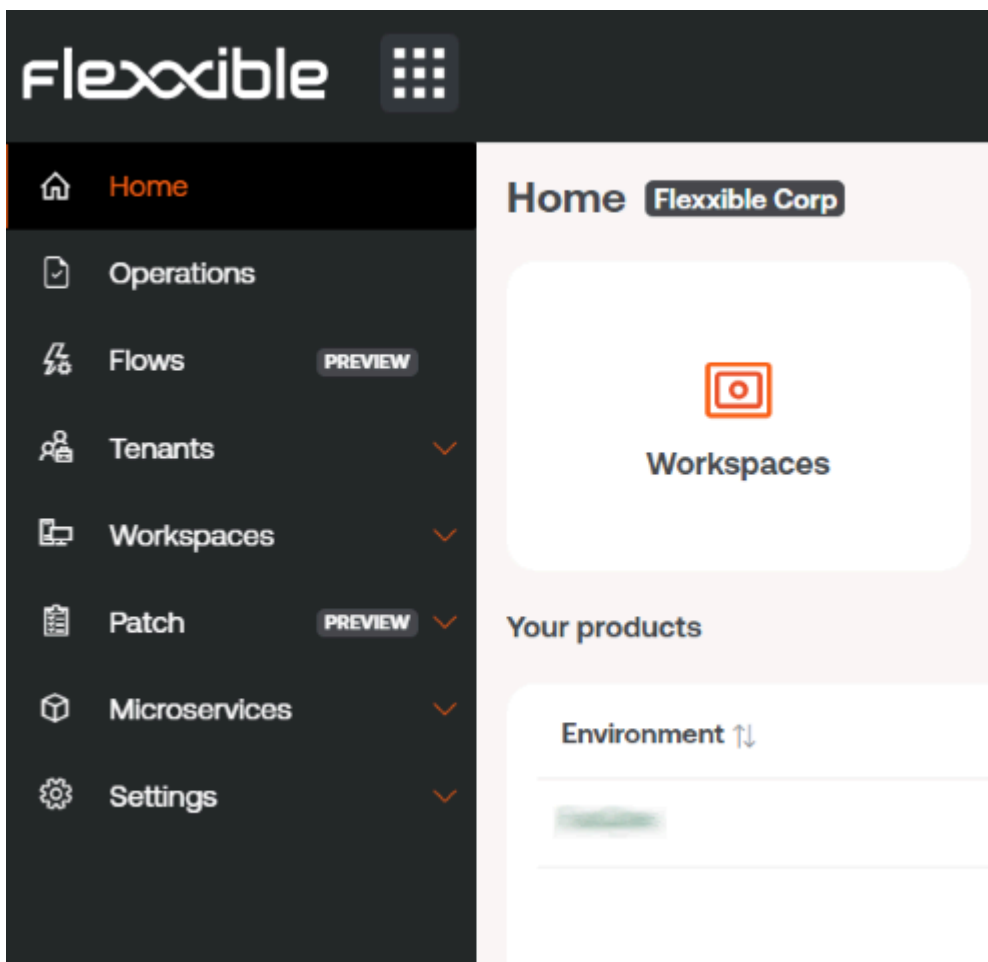 Flexxible
Home
Operations
Flows PREVIEW
Tenants
Workspaces
Patch PREVIEW
Microservices
Settings
Home Flexxible Corp
Workspaces
Your products
Environment